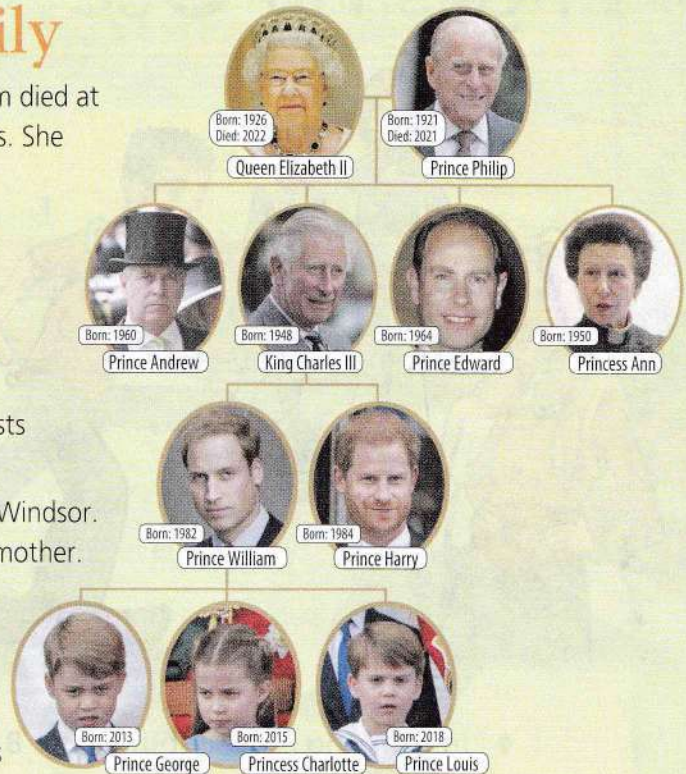 ily
n died at
s. She
Born: 1926
Died: 2022
Born: 1921
Died: 2021
Queen Elizabeth II
Prince Philip
Born: 1960
Born: 1948
Born: 1964
Born: 1950
Prince Andrew
King Charles III
Prince Edward
Princess Ann
sts
Windsor.
mother.
Born: 1982
Born: 1984
Prince William
Prince Harry
Born: 2013
Born: 2015
Born: 2018
s
Prince George
Princess Charlotte
Prince Louis